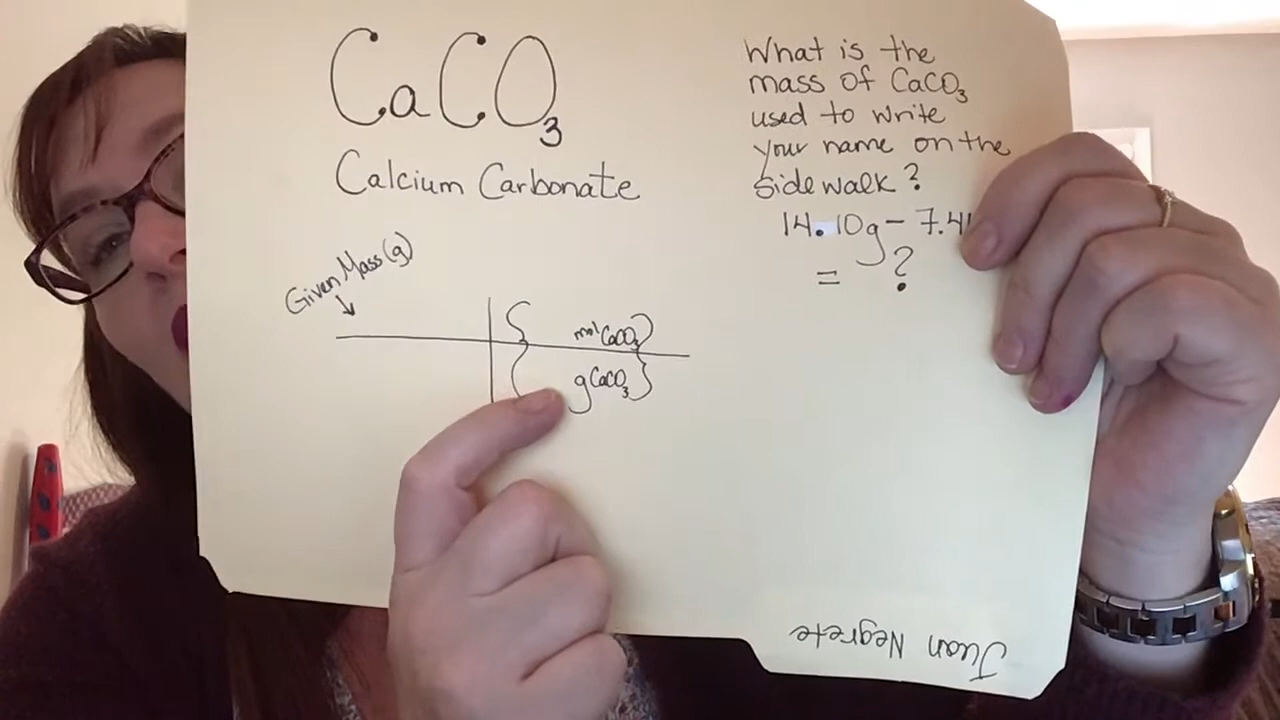 CaCO3
Calcium Carbonate
Given Mass(g)
mol CaCO3
g CaCO3
What is the
mass of CaCO3
used to write
your name on the
sidewalk?
14.10g - 7.4
= ?
Juan Negrete